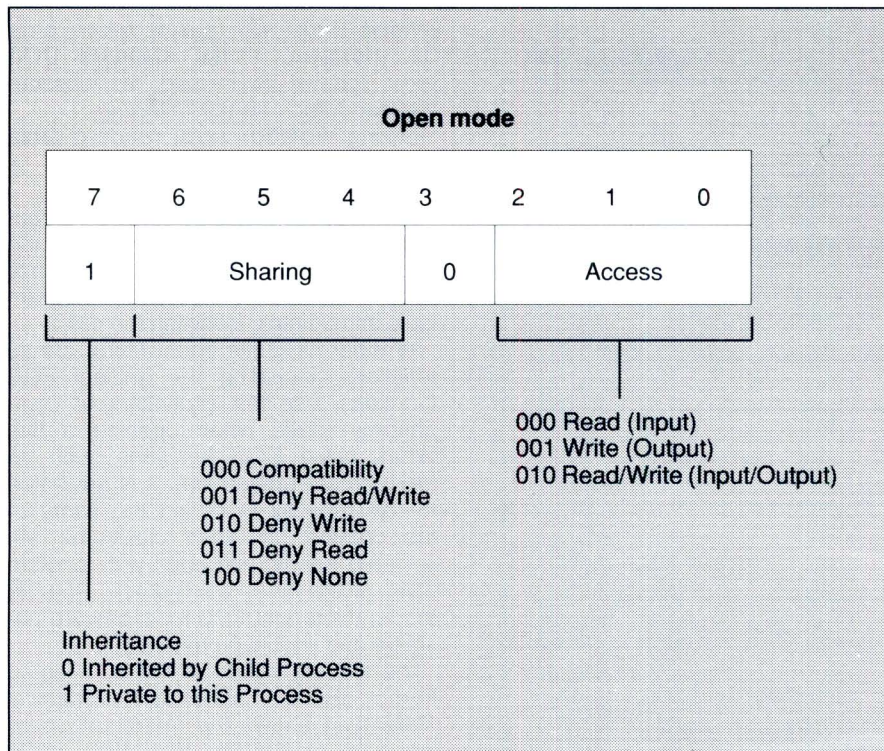 Open mode
7 6 5 4 3 2 1 0
1 Sharing 0 Access
000 Read (Input)
001 Write (Output)
010 Read/Write (Input/Output)
000 Compatibility
001 Deny Read/Write
010 Deny Write
011 Deny Read
100 Deny None
Inheritance
0 Inherited by Child Process
1 Private to this Process